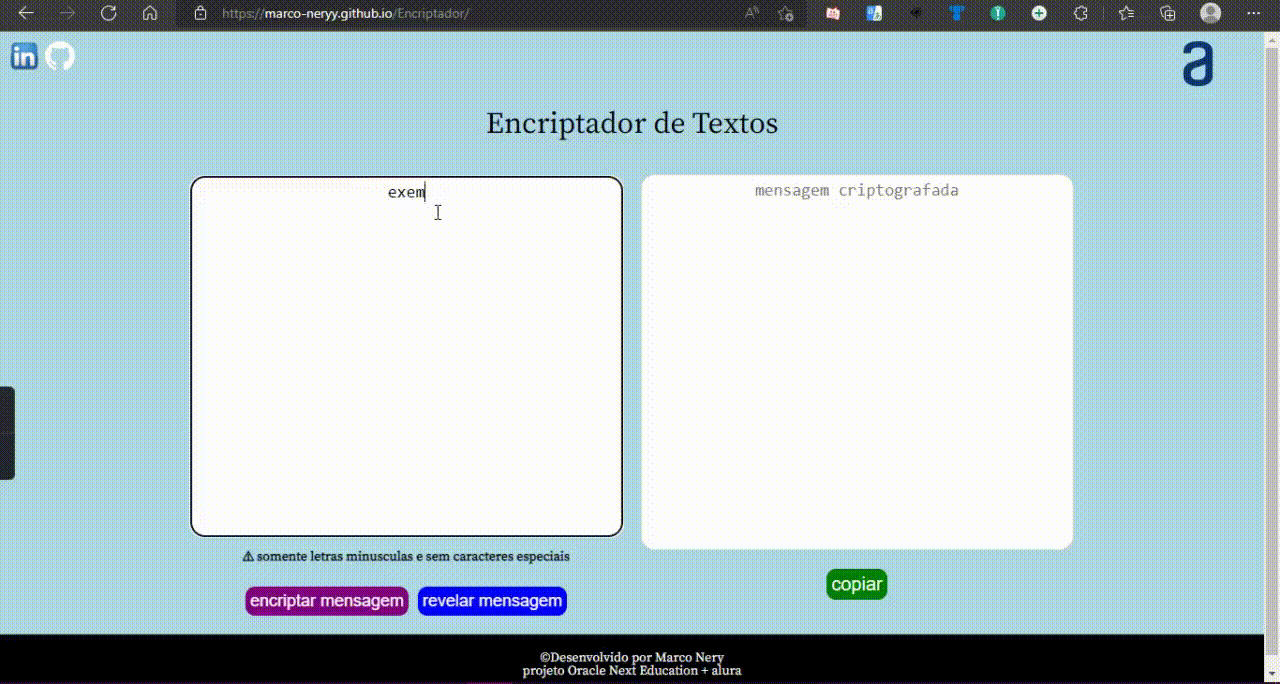 https://marco-neryy.github.io/Encriptador/
in
a
Encriptador de Textos
exem
mensagem criptografada
⚠ somente letras minusculas e sem caracteres especiais
encriptar mensagem
revelar mensagem
copiar
©Desenvolvido por Marco Nery
projeto Oracle Next Education + alura